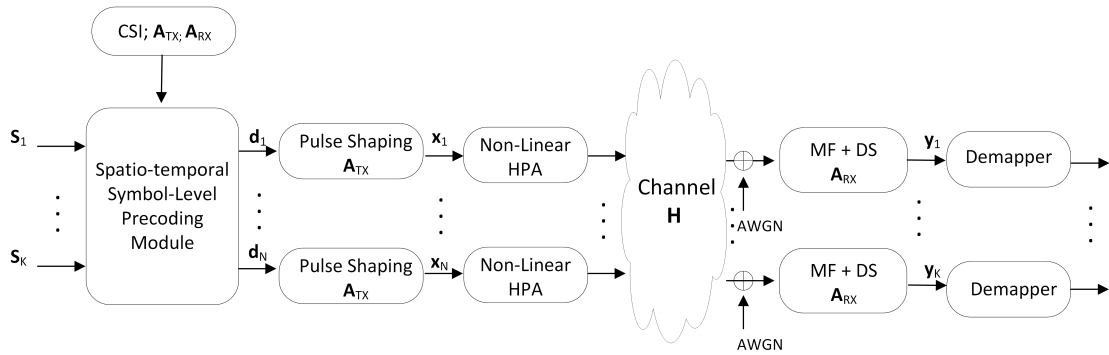 CSI; A_TX; A_RX
S_1
S_K
Spatio-temporal
Symbol-Level
Precoding
Module
d_1
d_N
Pulse Shaping
A_TX
Pulse Shaping
A_TX
x_1
x_N
Non-Linear
HPA
Non-Linear
HPA
Channel
H
AWGN
AWGN
MF + DS
A_RX
MF + DS
A_RX
y_1
y_K
Demapper
Demapper